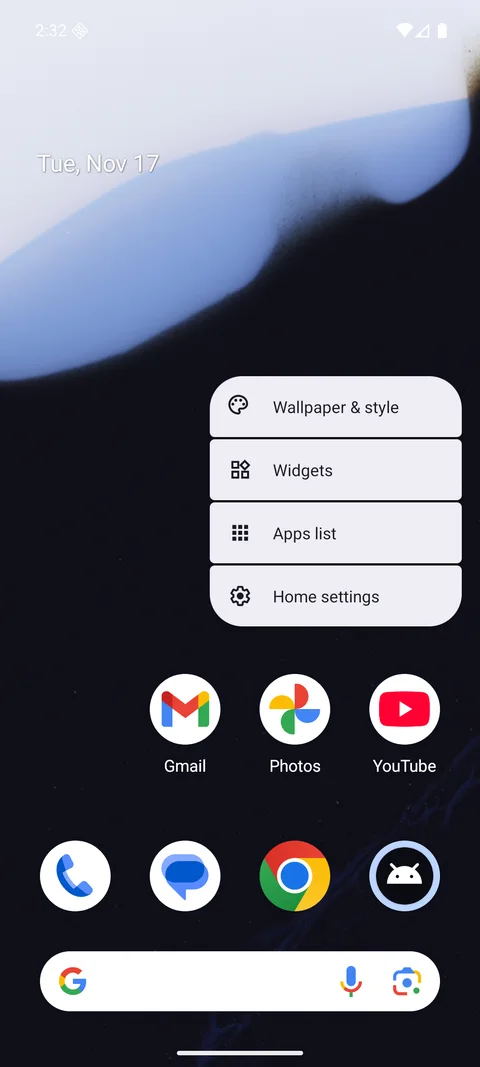 2:32
Tue, Nov 17
Wallpaper & style
Widgets
Apps list
Home settings
Gmail
Photos
YouTube